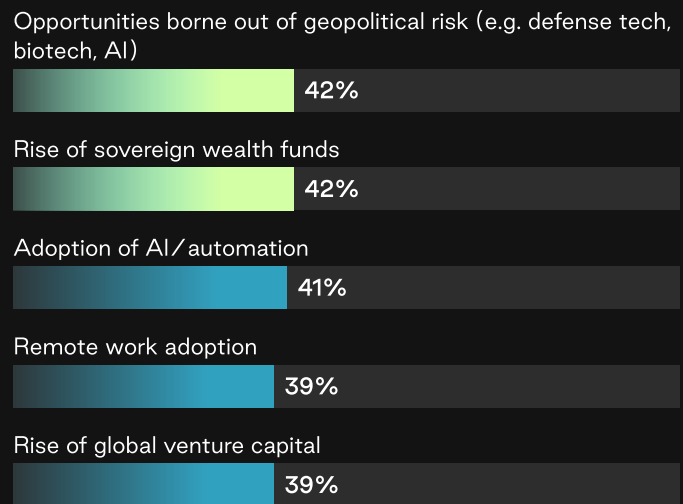 Opportunities borne out of geopolitical risk (e.g. defense tech,
biotech, AI)
42%
Rise of sovereign wealth funds
42%
Adoption of AI/automation
41%
Remote work adoption
39%
Rise of global venture capital
39%